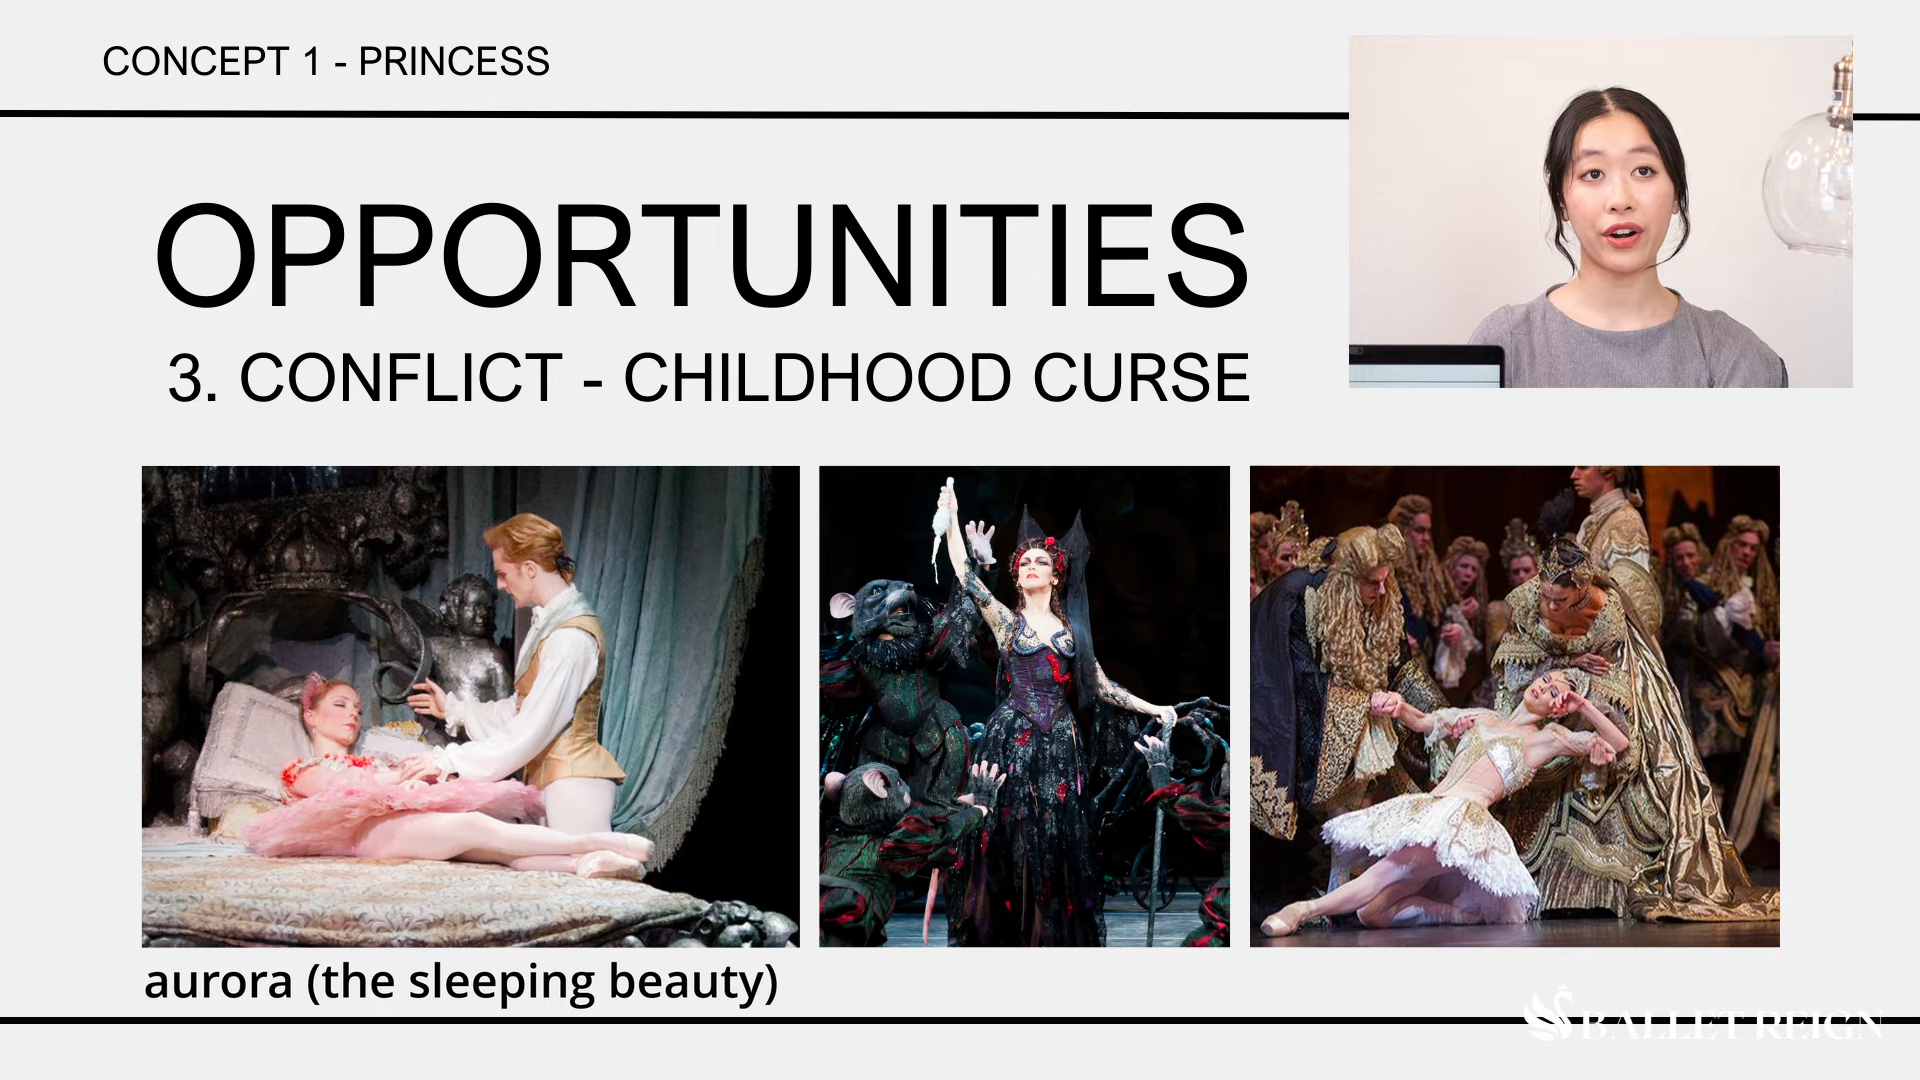 CONCEPT 1 - PRINCESS
OPPORTUNITIES
3. CONFLICT - CHILDHOOD CURSE
aurora (the sleeping beauty)
BALLET REIGN